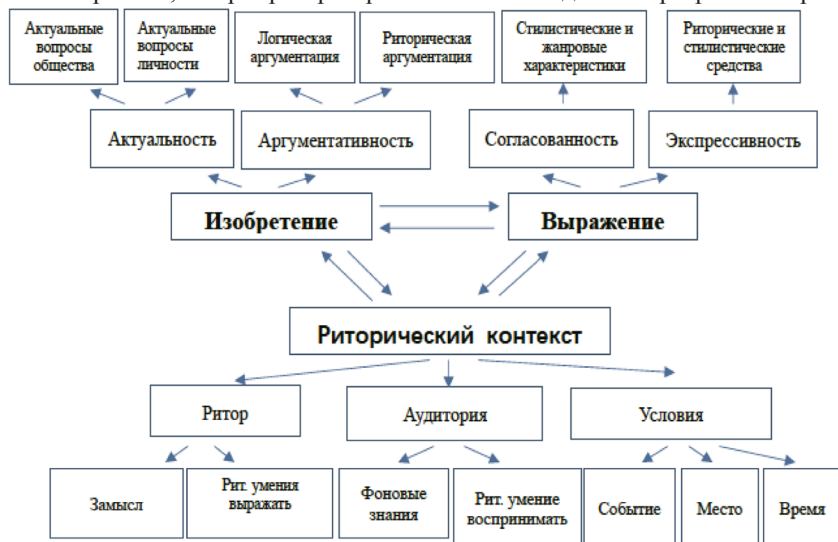 Актуальные
вопросы
общества
Актуальные
вопросы
личности
Логическая
аргументация
Риторическая
аргументация
Стилистические и
жанровые
характеристики
Риторические и
стилистические
средства
Актуальность
Аргументативность
Согласованность
Экспрессивность
Изобретение
Выражение
Риторический контекст
Ритор
Аудитория
Условия
Замысл
Рит. умения
выражать
Фоновые
знания
Рит. умение
воспринимать
Событие
Место
Время